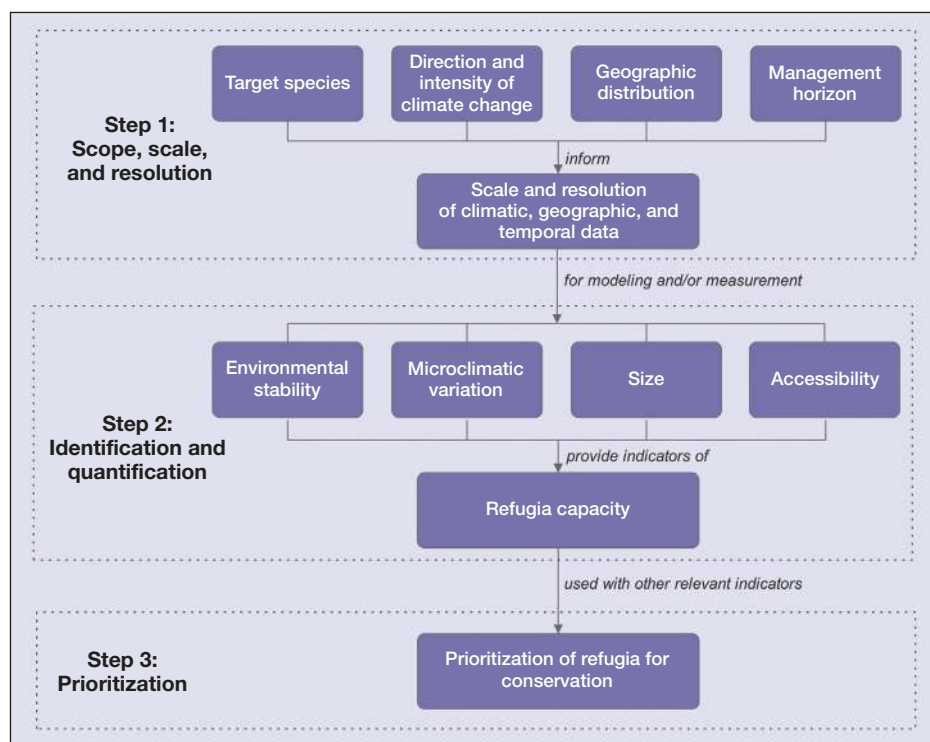 Step 1:
Scope, scale,
and resolution
Target species
Direction and
intensity of
climate change
Geographic
distribution
Management
horizon
inform
Scale and resolution
of climatic, geographic, and
temporal data
for modeling and/or measurement
Step 2:
Identification and
quantification
Environmental
stability
Microclimatic
variation
Size
Accessibility
provide indicators of
Refugia capacity
used with other relevant indicators
Step 3:
Prioritization
Prioritization of refugia for
conservation